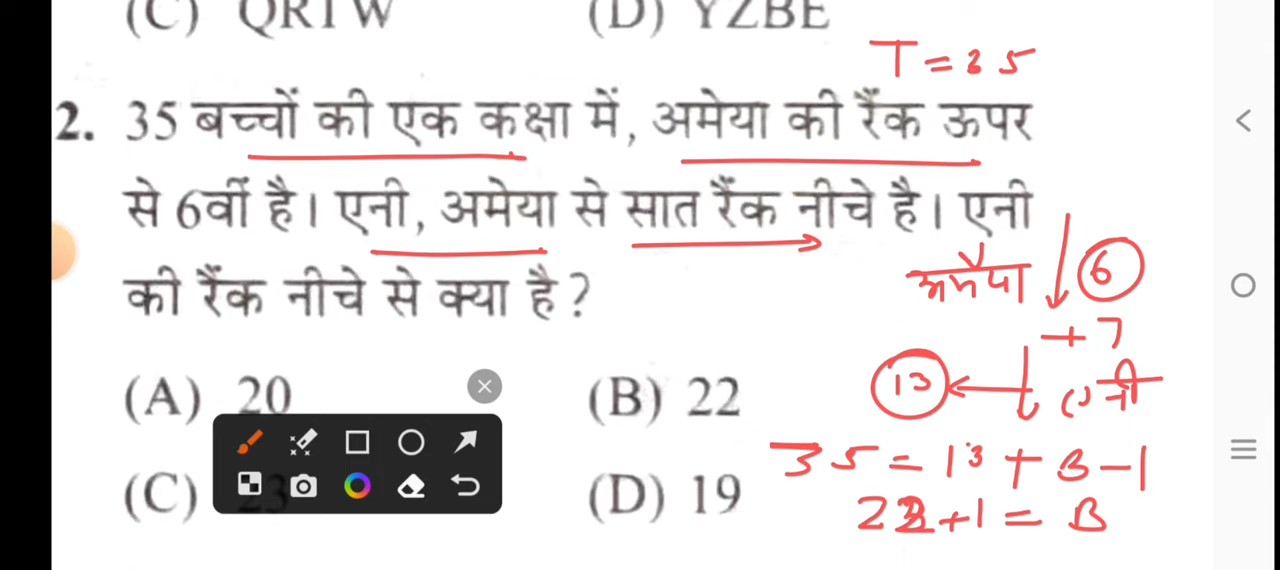 (C) QRTW (D) YZBE
T = 35
2. 35 बच्चों की एक कक्षा में, अमेया की रैंक ऊपर
से 6वीं है। एनी, अमेया से सात रैंक नीचे है। एनी
की रैंक नीचे से क्या है?
अमेया 6
+7
(A) 20 (B) 22
13 एनी
35 = 13 + B - 1
(C) 23 (D) 19
22 + 1 = B